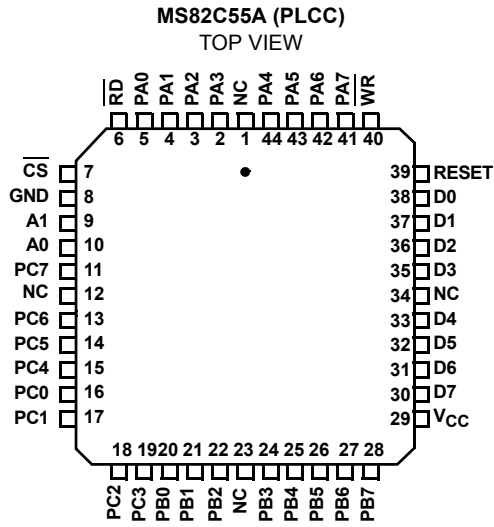 MS82C55A (PLCC)
TOP VIEW
RD PA0 PA1 PA2 PA3 NC PA4 PA5 PA6 PA7 WR
6 5 4 3 2 1 44 43 42 41 40
CS 7 39 RESET
GND 8 38 D0
A1 9 37 D1
A0 10 36 D2
PC7 11 35 D3
NC 12 34 NC
PC6 13 33 D4
PC5 14 32 D5
PC4 15 31 D6
PC0 16 30 D7
PC1 17 29 VCC
18 19 20 21 22 23 24 25 26 27 28
PC2 PC3 PB0 PB1 PB2 NC PB3 PB4 PB5 PB6 PB7